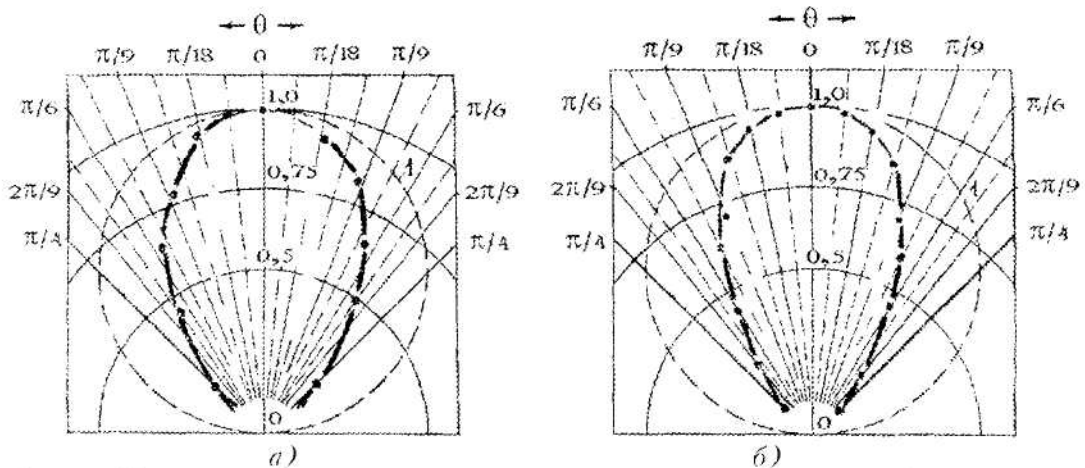 ← θ → ← θ →
π/9 π/18 0 π/18 π/9 π/9 π/18 0 π/18 π/9
π/6 1,0 π/6 π/6 1,0 π/6
2π/9 0,75 1 2π/9 2π/9 0,75 1 2π/9
π/4 0,5 π/4 π/4 0,5 π/4
0 0
а) б)